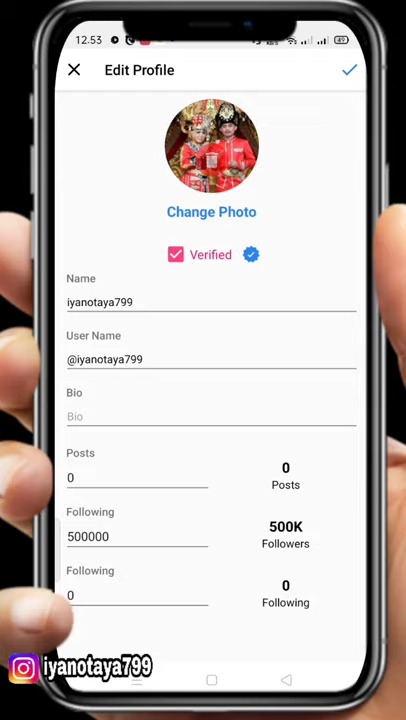 12.53
Edit Profile
Change Photo
Verified
Name
iyanotaya799
User Name
@iyanotaya799
Bio
Bio
Posts
0
0
Posts
Following
500000
500K
Followers
Following
0
0
Following
iyanotaya799